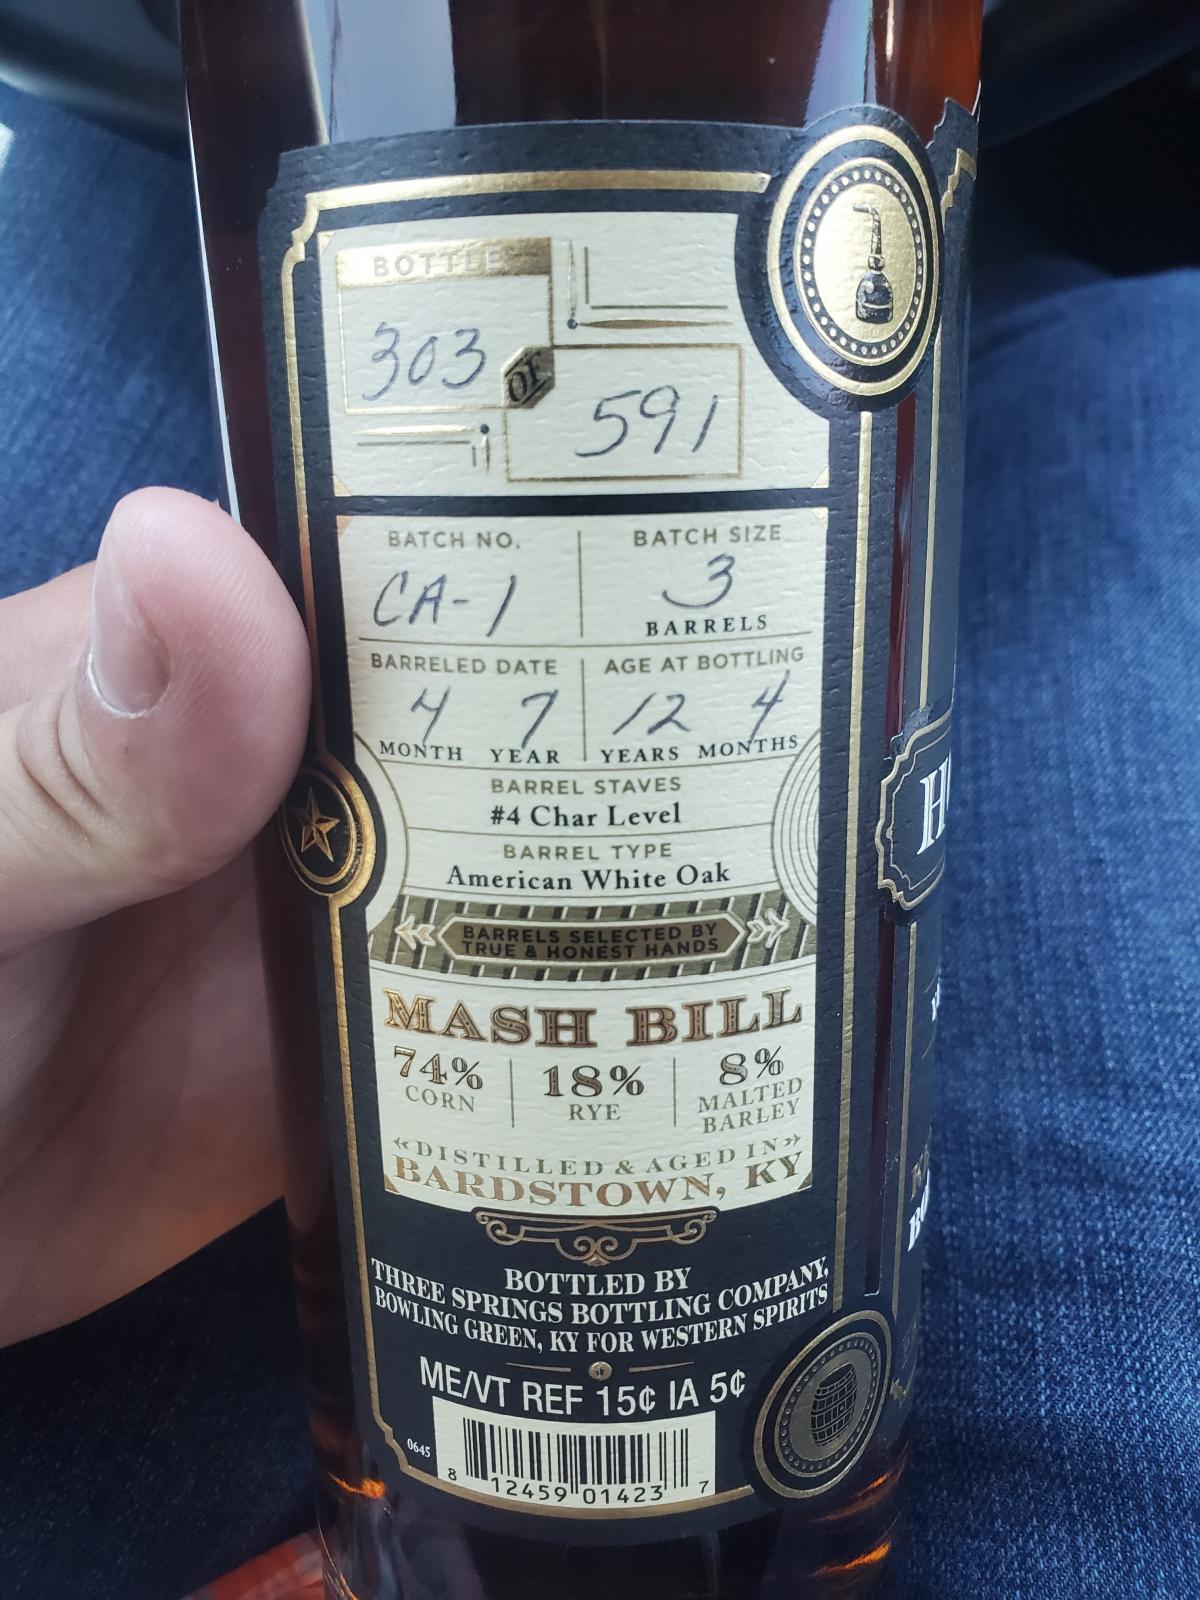 BOTTLE
303
OF
591
BATCH NO. BATCH SIZE
CA-1 3
BARRELS
BARRELED DATE AGE AT BOTTLING
4 7 12 4
MONTH YEAR YEARS MONTHS
BARREL STAVES
#4 Char Level
BARREL TYPE
American White Oak
BARRELS SELECTED BY
TRUE & HONEST HANDS
MASH BILL
74% 18% 8%
CORN RYE MALTED
BARLEY
«DISTILLED & AGED IN»
BARDSTOWN, KY
BOTTLED BY
THREE SPRINGS BOTTLING COMPANY,
BOWLING GREEN, KY FOR WESTERN SPIRITS
ME/VT REF 15¢ IA 5¢
0645
8 12459 01423 7